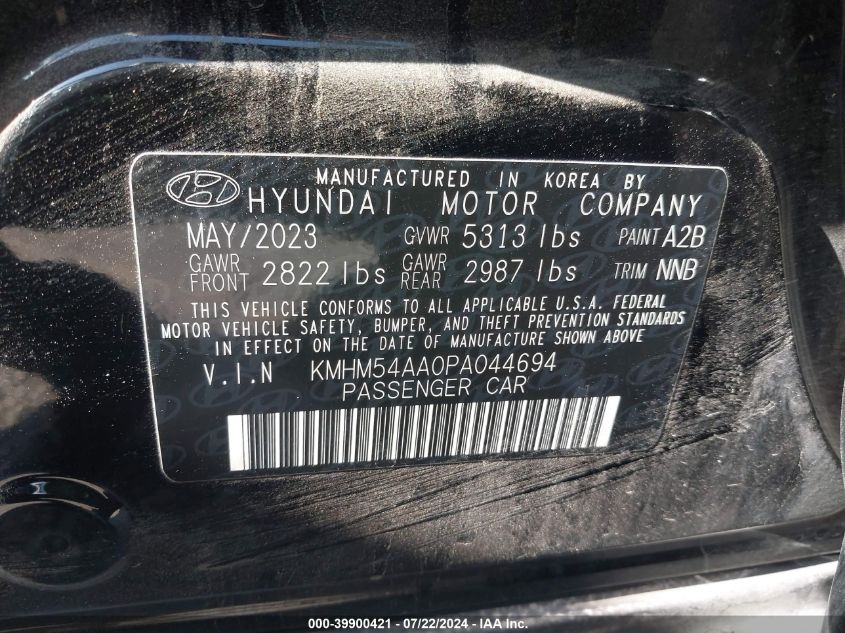 MANUFACTURED IN KOREA BY
HYUNDAI MOTOR COMPANY
MAY/2023 GVWR 5313 lbs PAINT A2B
GAWR FRONT 2822 lbs GAWR REAR 2987 lbs TRIM NNB
THIS VEHICLE CONFORMS TO ALL APPLICABLE U.S.A. FEDERAL
MOTOR VEHICLE SAFETY, BUMPER, AND THEFT PREVENTION STANDARDS
IN EFFECT ON THE DATE OF MANUFACTURE SHOWN ABOVE
V.I.N KMHM54AA0PA044694
PASSENGER CAR
000-39900421 - 07/22/2024 - IAA Inc.